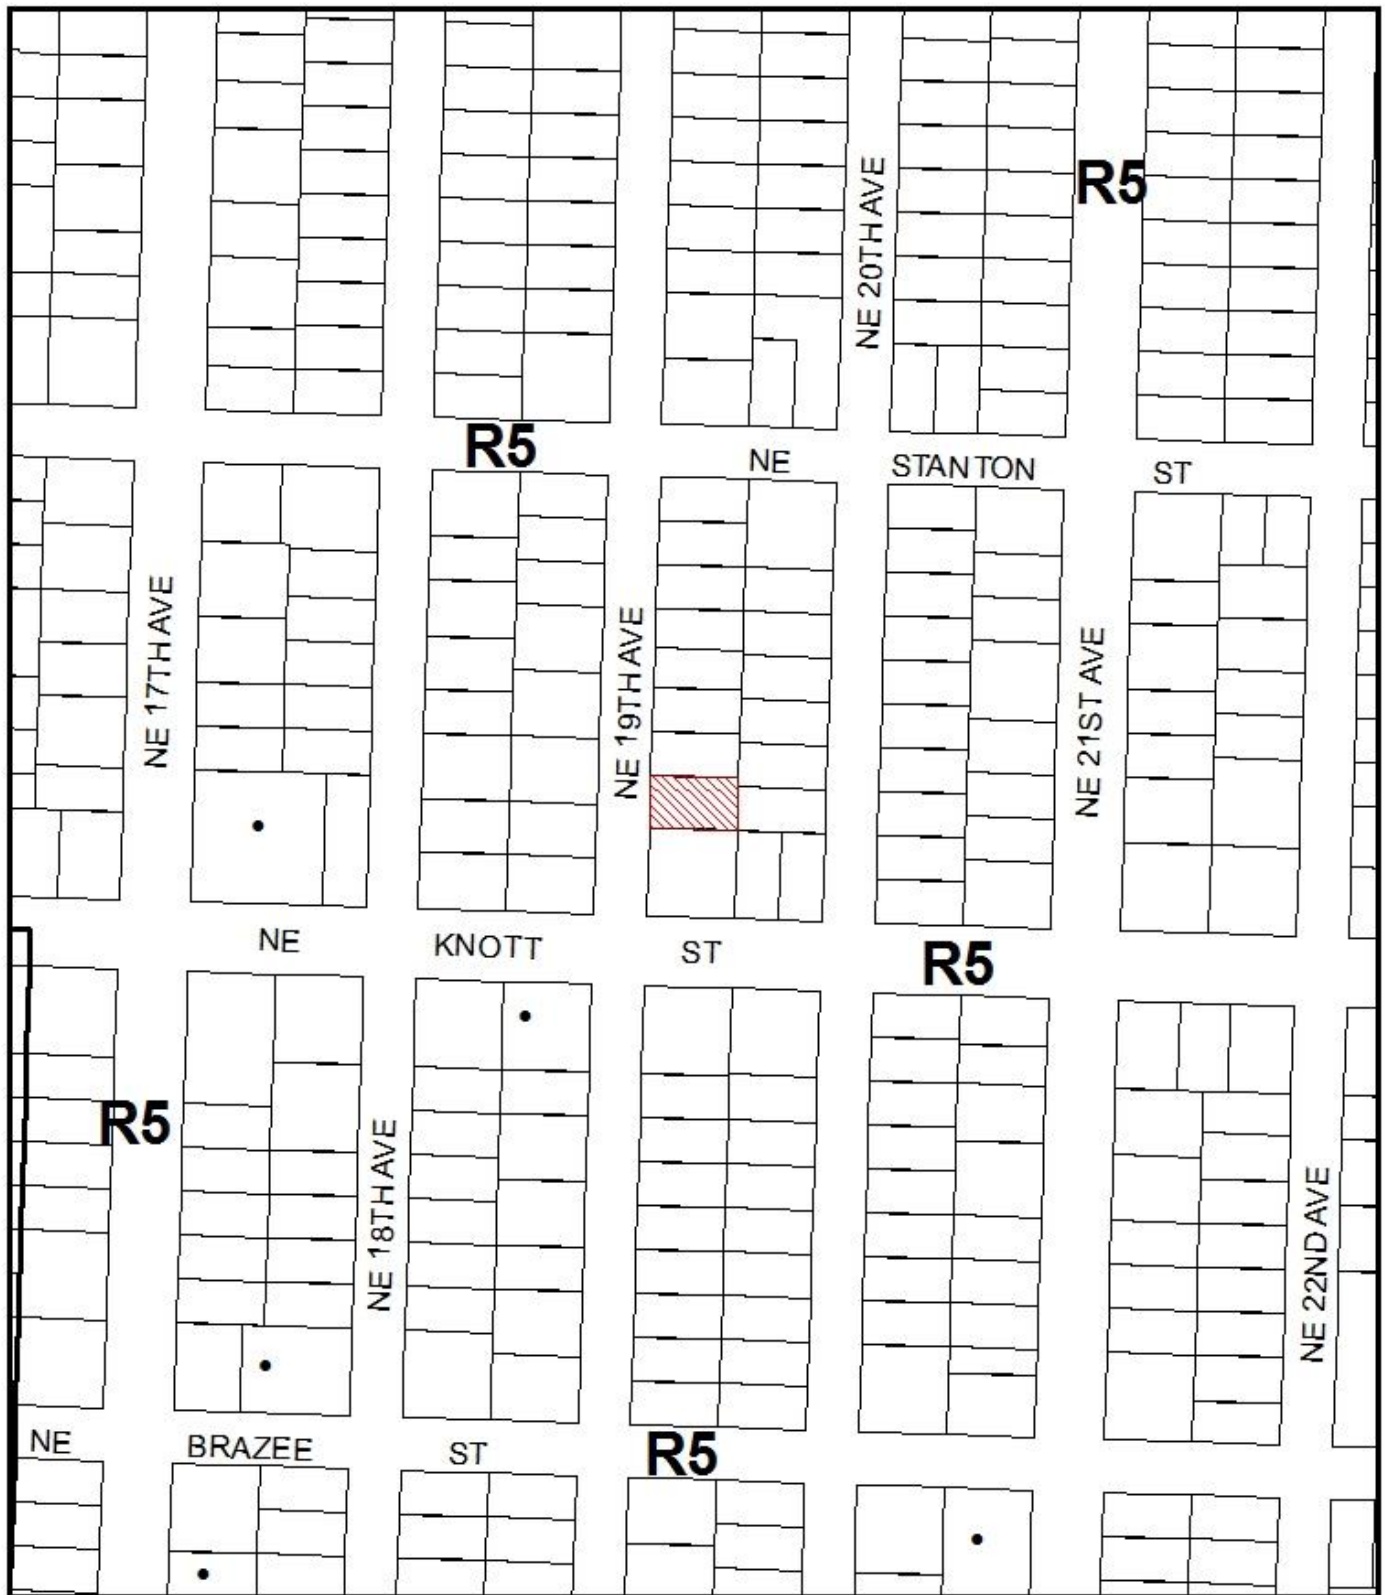 R5
NE 20TH AVE
R5
NE STANTON ST
NE 17TH AVE
NE 19TH AVE
NE 21ST AVE
NE KNOTT ST
R5
R5
NE 18TH AVE
NE 22ND AVE
NE BRAZEE ST
R5